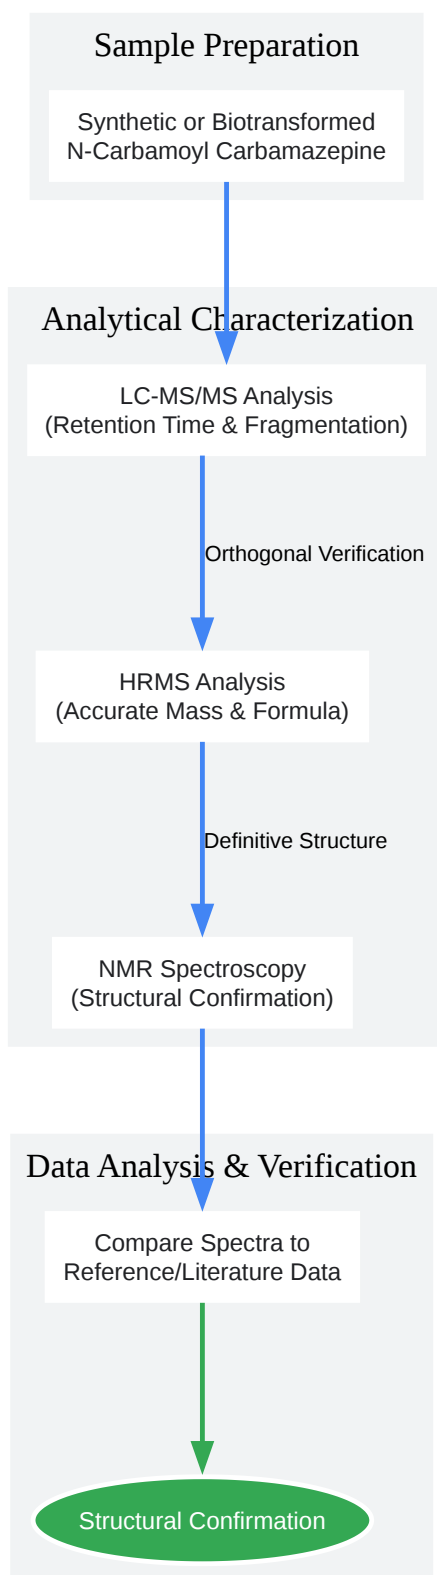 Sample Preparation
Synthetic or Biotransformed
N-Carbamoyl Carbamazepine
Analytical Characterization
LC-MS/MS Analysis
(Retention Time & Fragmentation)
Orthogonal Verification
HRMS Analysis
(Accurate Mass & Formula)
Definitive Structure
NMR Spectroscopy
(Structural Confirmation)
Data Analysis & Verification
Compare Spectra to
Reference/Literature Data
Structural Confirmation